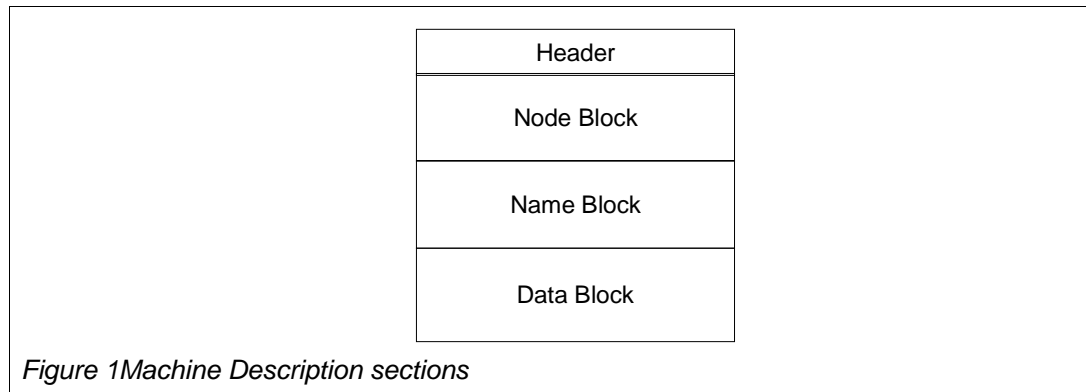 Header
Node Block
Name Block
Data Block
Figure 1Machine Description sections